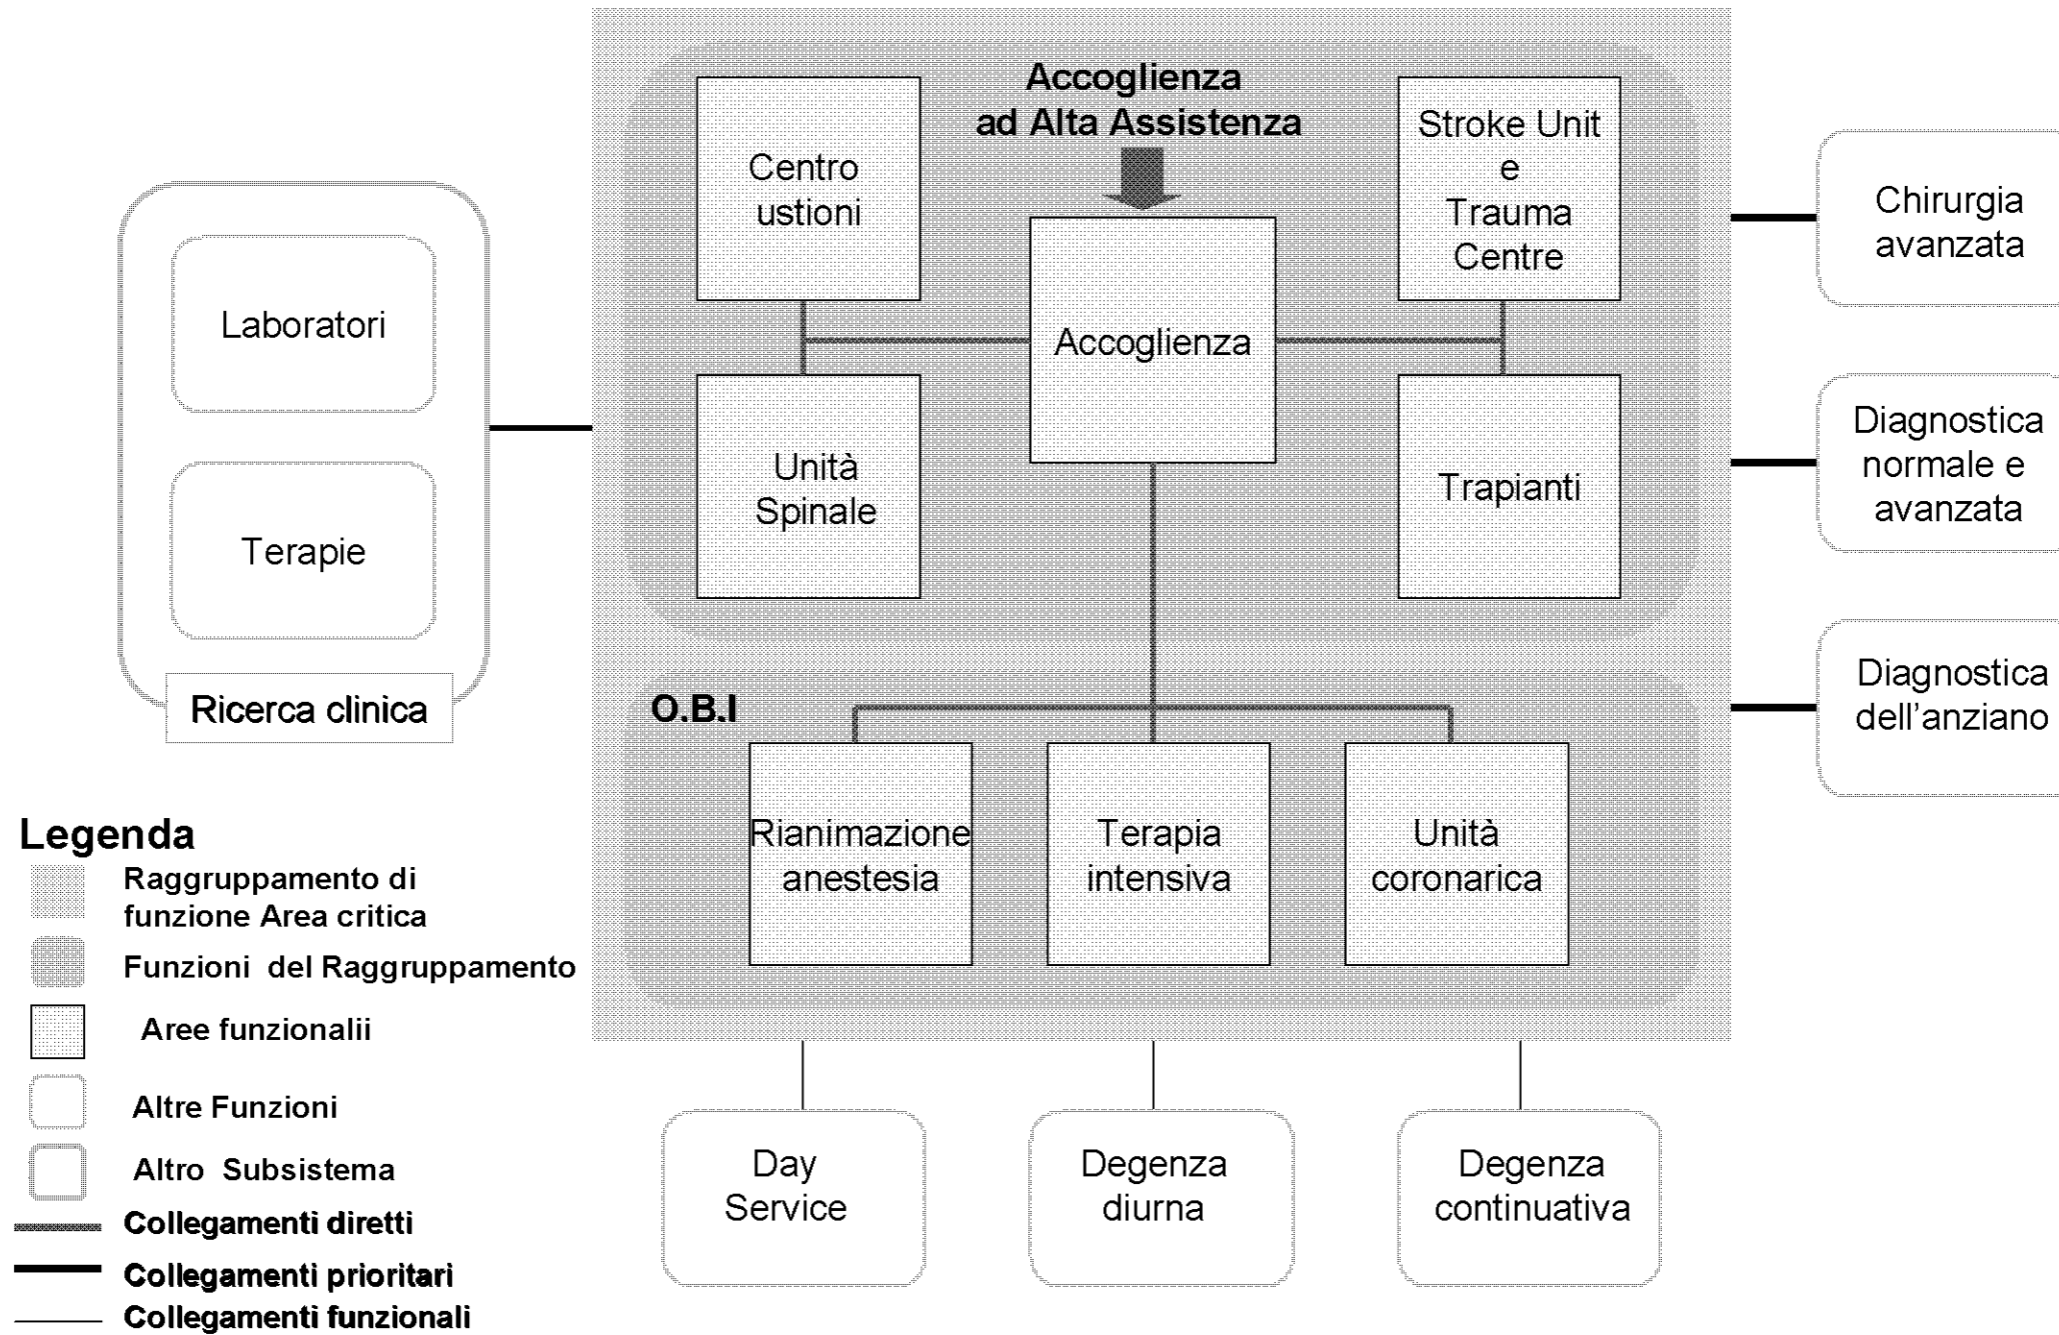 Accoglienza
ad Alta Assistenza
Centro
ustioni
Stroke Unit
e
Trauma
Centre
Accoglienza
Unità
Spinale
Trapianti
Chirurgia
avanzata
Diagnostica
normale e
avanzata
Diagnostica
dell'anziano
Laboratori
Terapie
Ricerca clinica
O.B.I
Rianimazione
anestesia
Terapia
intensiva
Unità
coronarica
Day
Service
Degenza
diurna
Degenza
continuativa
Legenda
Raggruppamento di
funzione Area critica
Funzioni del Raggruppamento
Aree funzionalii
Altre Funzioni
Altro Subsistema
Collegamenti diretti
Collegamenti prioritari
Collegamenti funzionali